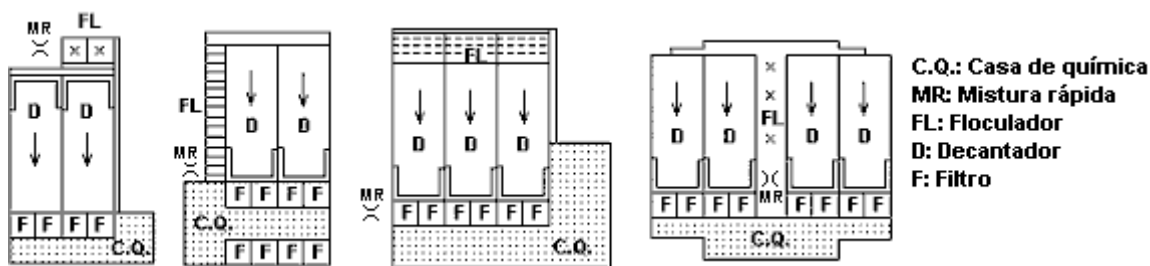 MR FL
D D
F F F F
C.Q.
FL
D D
MR
F F F F
C.Q.
F F F F
FL
D D D
MR
F F F F F F
C.Q.
FL
D D D D
MR
F F F F F F F F
C.Q.
C.Q.: Casa de química
MR: Mistura rápida
FL: Floculador
D: Decantador
F: Filtro